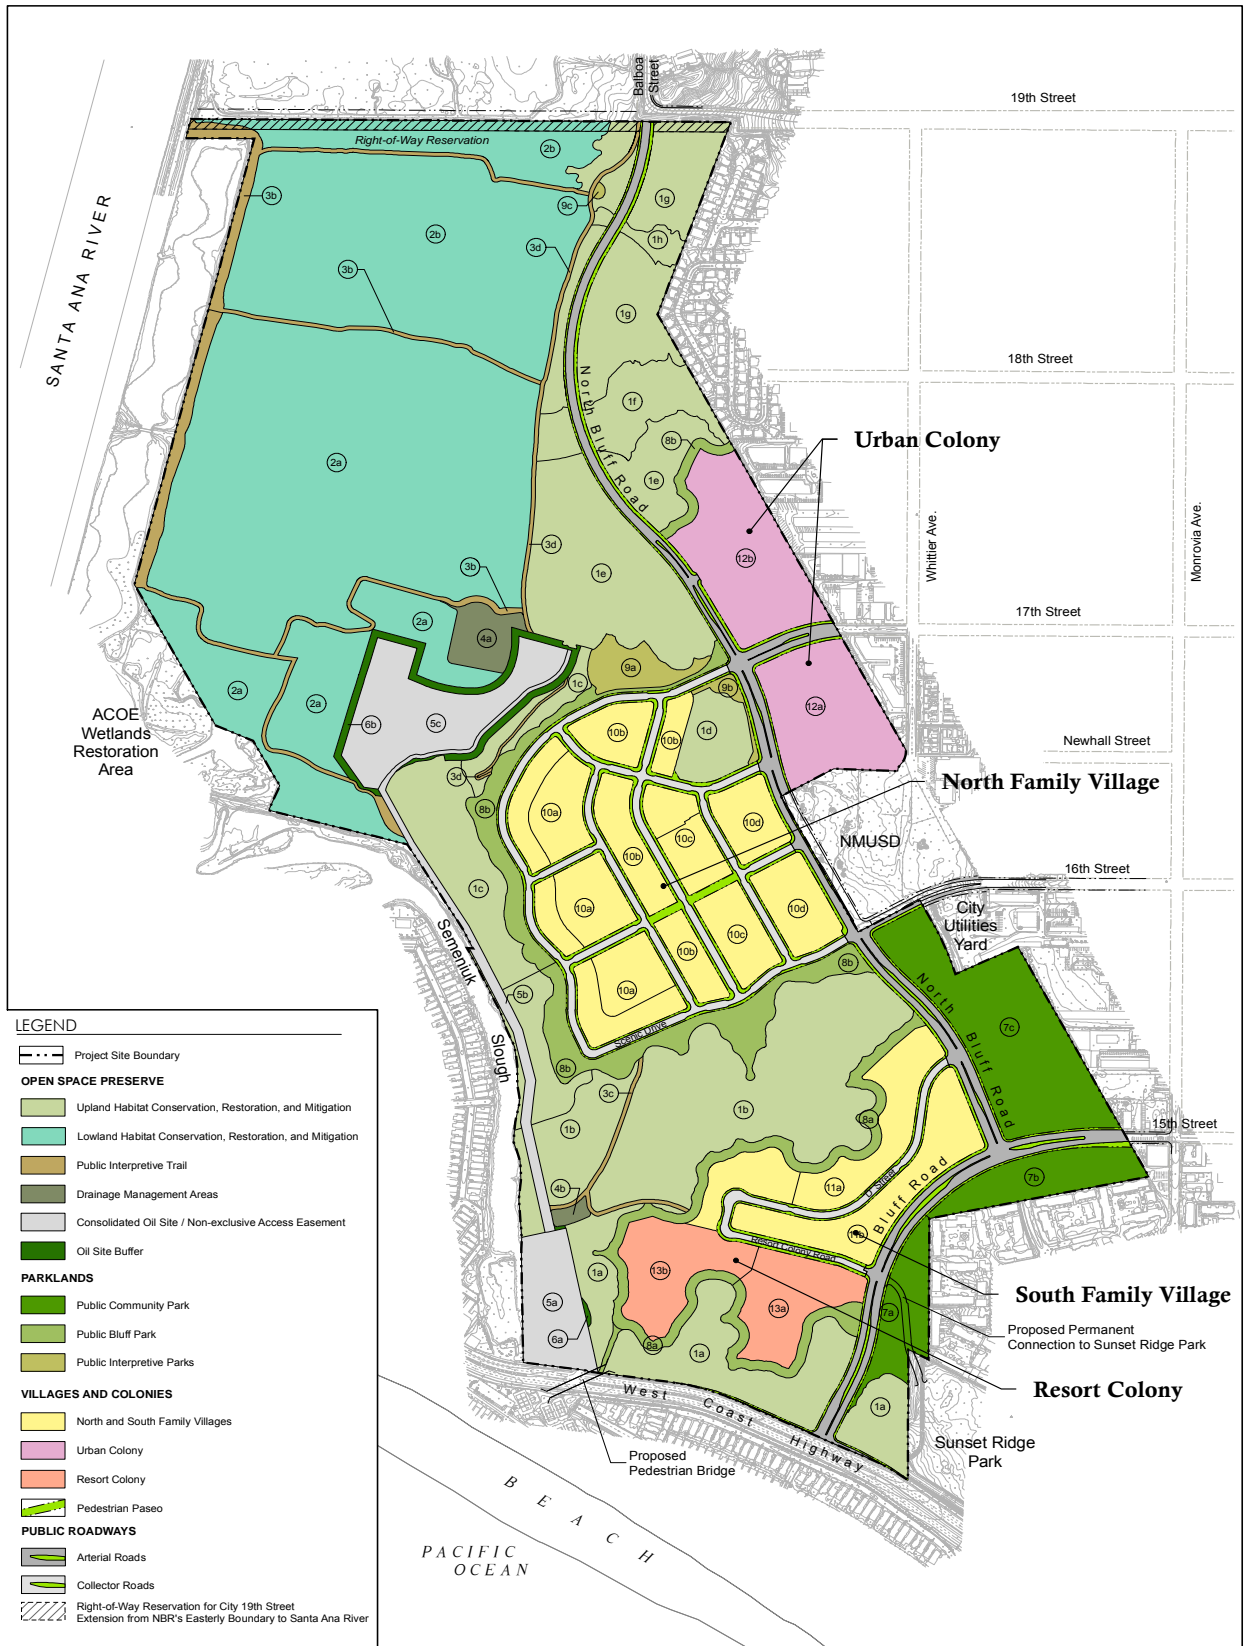 Balboa
Street
19th Street
Right-of-Way Reservation
2b
3b
9c
1g
2b
1h
3d
3b
SANTA ANA RIVER
1g
18th Street
North Bluff Road
1f
8b
Urban Colony
2a
1e
Whittier Ave.
Monrovia Ave.
3d
12b
3b
1e
17th Street
2a
4a
9a
1c
9b
2a
2a
12a
ACOE
Wetlands
Restoration
Area
6b
5c
10b
10b
1d
Newhall Street
3d
North Family Village
8b
10a
10c
10d
NMUSD
10b
16th Street
1c
10a
10d
City
Utilities
Yard
10c
10b
Semeniuk
Slough
8b
10a
5b
North Bluff Road
7c
Scenic Drive
8b
3c
1b
8a
1b
15th Street
11a
D Street
7b
4b
Bluff Road
11b
Resort Colony Road
1a
13b
South Family Village
5a
13a
7a
Proposed Permanent
Connection to Sunset Ridge Park
6a
8a
1a
Resort Colony
West Coast Highway
1a
Sunset Ridge
Park
Proposed
Pedestrian Bridge
BEACH
PACIFIC
OCEAN
LEGEND
Project Site Boundary
OPEN SPACE PRESERVE
Upland Habitat Conservation, Restoration, and Mitigation
Lowland Habitat Conservation, Restoration, and Mitigation
Public Interpretive Trail
Drainage Management Areas
Consolidated Oil Site / Non-exclusive Access Easement
Oil Site Buffer
PARKLANDS
Public Community Park
Public Bluff Park
Public Interpretive Parks
VILLAGES AND COLONIES
North and South Family Villages
Urban Colony
Resort Colony
Pedestrian Paseo
PUBLIC ROADWAYS
Arterial Roads
Collector Roads
Right-of-Way Reservation for City 19th Street
Extension from NBR's Easterly Boundary to Santa Ana River